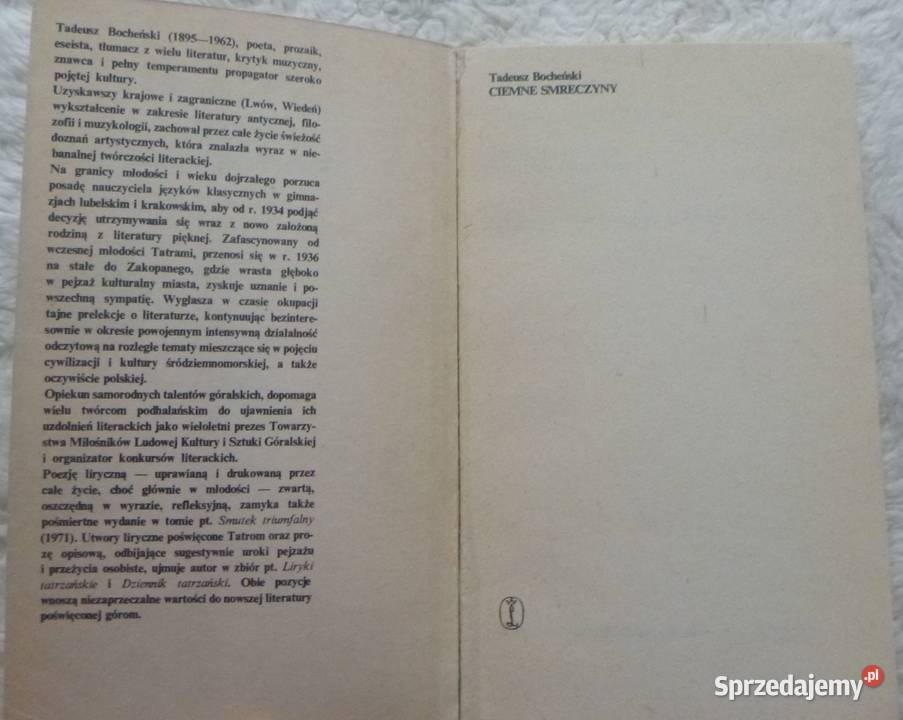 Tadeusz Bocheński (1895—1962), poeta, prozaik,
eseista, tłumacz z wielu literatur, krytyk muzyczny,
znawca i pełny temperamentu propagator szeroko
pojętej kultury.
Uzyskawszy krajowe i zagraniczne (Lwów, Wiedeń)
wykształcenie w zakresie literatury antycznej, filo-
zofii i muzykologii, zachował przez całe życie świeżość
doznań artystycznych, która znalazła wyraz w nie-
banalnej twórczości literackiej.
Na granicy młodości i wieku dojrzałego porzuca
posadę nauczyciela języków klasycznych w gimna-
zjach lubelskim i krakowskim, aby od r. 1934 podjąć
decyzję utrzymywania się wraz z nowo założoną
rodziną z literatury pięknej. Zafascynowany od
wczesnej młodości Tatrami, przenosi się w r. 1936
na stałe do Zakopanego, gdzie wrasta głęboko
w pejzaż kulturalny miasta, zyskuje uznanie i po-
wszechną sympatię. Wygłasza w czasie okupacji
tajne prelekcje o literaturze, kontynuując bezintere-
sownie w okresie powojennym intensywną działalność
odczytową na rozległe tematy mieszczące się w pojęciu
cywilizacji i kultury śródziemnomorskiej, a także
oczywiście polskiej.
Opiekun samorodnych talentów góralskich, dopomaga
wielu twórcom podhalańskim do ujawnienia ich
uzdolnień literackich jako wieloletni prezes Towarzy-
stwa Miłośników Ludowej Kultury i Sztuki Góralskiej
i organizator konkursów literackich.
Poezję liryczną — uprawianą i drukowaną przez
całe życie, choć głównie w młodości — zwartą,
oszczędną w wyrazie, refleksyjną, zamyka także
pośmiertne wydanie w tomie pt. Smutek triumfalny
(1971). Utwory liryczne poświęcone Tatrom oraz pro-
zę opisową, odbijające sugestywnie uroki pejzażu
i przeżycia osobiste, ujmuje autor w zbiór pt. Liryki
tatrzańskie i Dziennik tatrzański. Obie pozycje
wnoszą niezaprzeczalne wartości do nowszej literatury
poświęconej górom.
Tadeusz Bocheński
CIEMNE SMRECZYNY
Sprzedajemy.pl